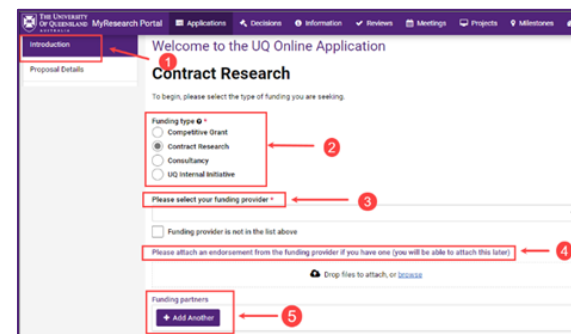 THE UNIVERSITY
OF QUEENSLAND
AUSTRALIA
MyResearch Portal
Applications
Decisions
Information
Reviews
Meetings
Projects
Milestones
Introduction
1
Proposal Details
Welcome to the UQ Online Application
Contract Research
To begin, please select the type of funding you are seeking.
Funding type *
Competitive Grant
Contract Research
Consultancy
UQ Internal Initiative
2
Please select your funding provider *
3
Funding provider is not in the list above
Please attach an endorsement from the funding provider if you have one (you will be able to attach this later)
4
Drop files to attach, or browse
Funding partners
+ Add Another
5